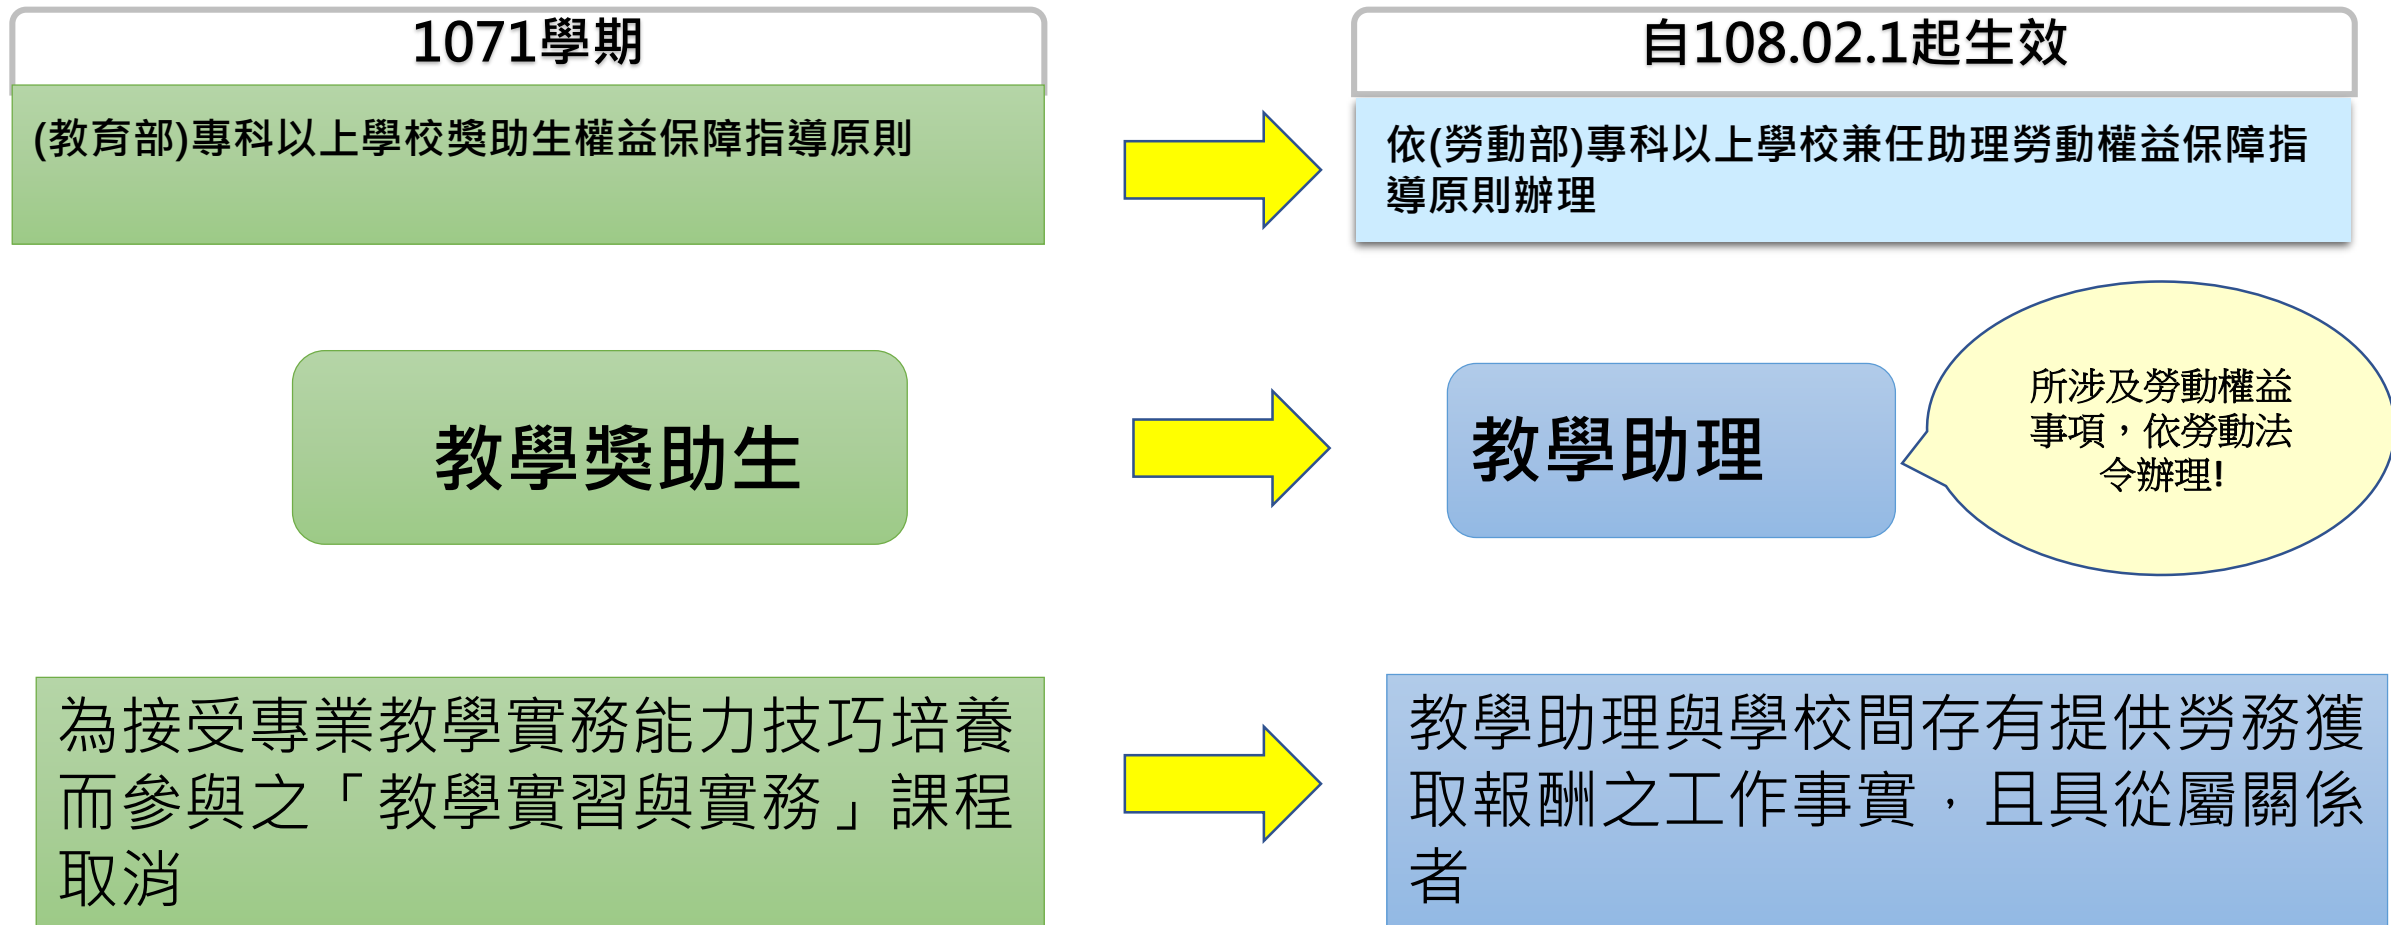 1071學期
(教育部)專科以上學校獎助生權益保障指導原則
自108.02.1起生效
依(勞動部)專科以上學校兼任助理勞動權益保障指
導原則辦理
教學獎助生
教學助理
所涉及勞動權益
事項，依勞動法
令辦理!
為接受專業教學實務能力技巧培養
而參與之「教學實習與實務」課程
取消
教學助理與學校間存有提供勞務獲
取報酬之工作事實，且具從屬關係
者